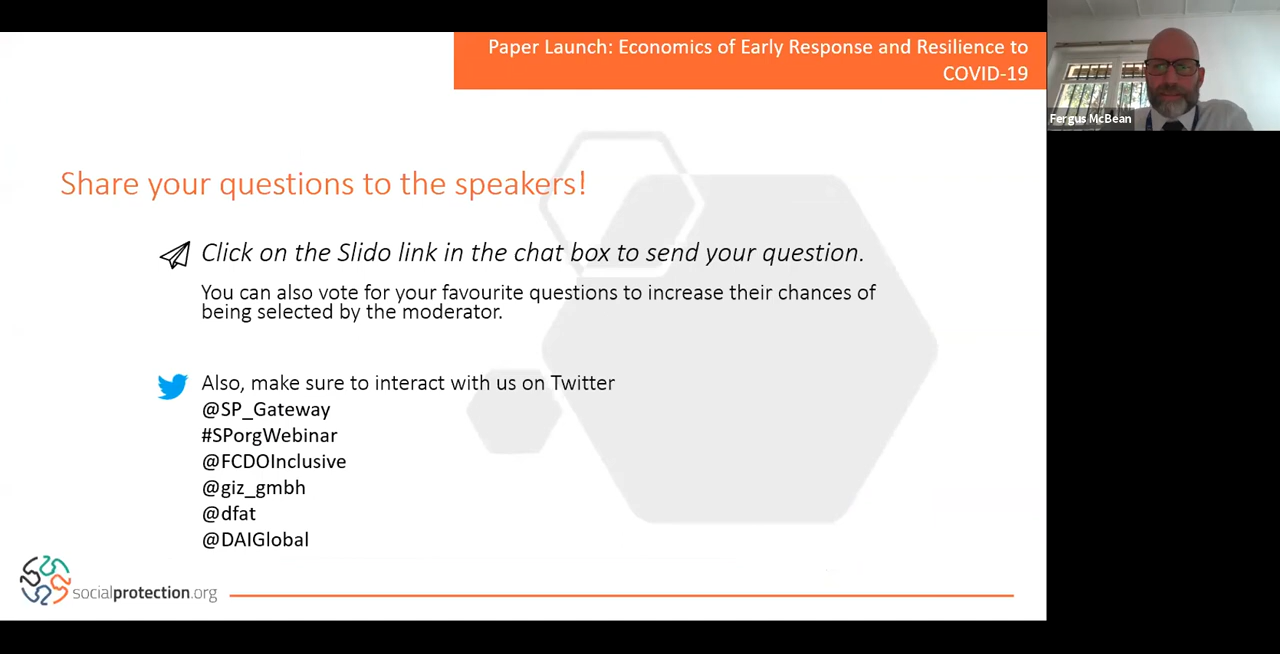 Paper Launch: Economics of Early Response and Resilience to
COVID-19
Fergus McBean
Share your questions to the speakers!
Click on the Slido link in the chat box to send your question.
You can also vote for your favourite questions to increase their chances of
being selected by the moderator.
Also, make sure to interact with us on Twitter
@SP_Gateway
#SPorgWebinar
@FCDOInclusive
@giz_gmbh
@dfat
@DAIGlobal
socialprotection.org